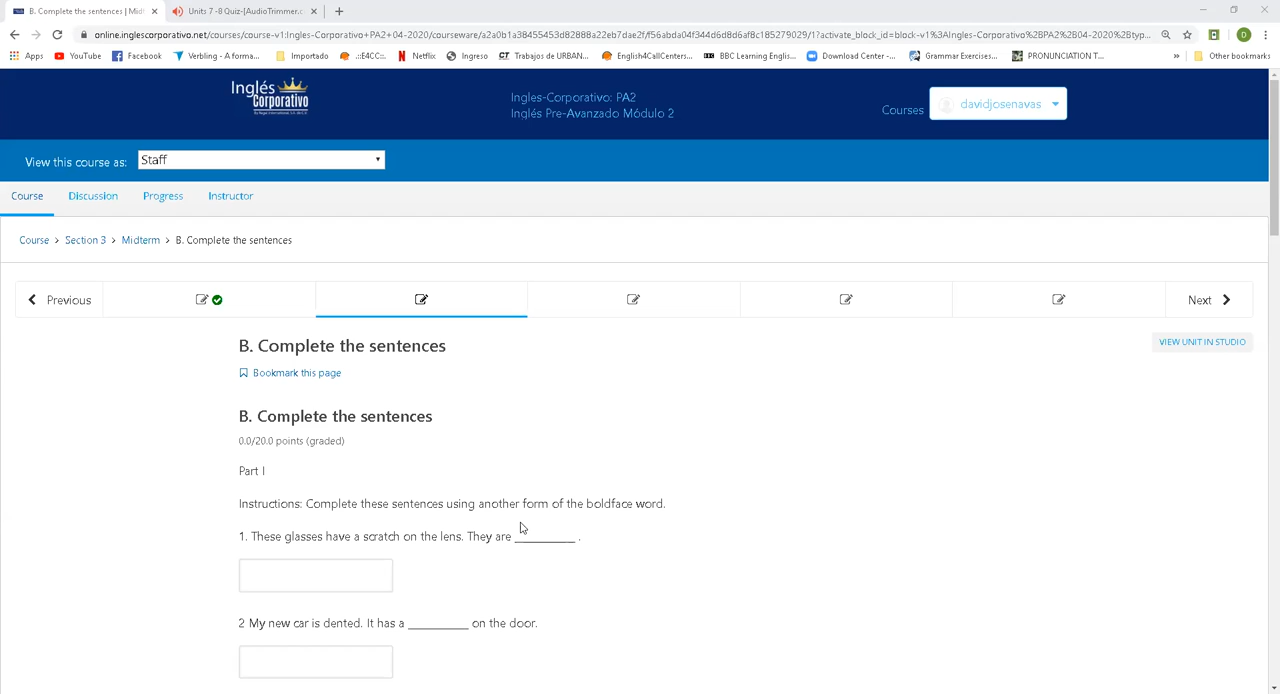 B. Complete the sentences | Mid
Units 7 -8 Quiz-[AudioTrimmer.c
online.inglescorporativo.net/courses/course-v1:Ingles-Corporativo+PA2+04-2020/courseware/a2a0b1a38455453d82888a22eb7dae2f/f56abda04f344d6d8d6af8c185279029/1?activate_block_id=block-v1%3AIngles-Corporativo%2BPA2%2B04-2020%2Btyp...
D
Apps YouTube Facebook Verbling - A forma... Importado .::E4CC::. Netflix Ingreso CT Trabajos de URBAN... English4CallCenters... BBC Learning Englis... Download Center -... Grammar Exercises... PRONUNCIATION T... » Other bookmarks
Inglés
Corporativo
Ingles-Corporativo: PA2
Inglés Pre-Avanzado Módulo 2
Courses
davidjosenavas
View this course as: Staff
Course Discussion Progress Instructor
Course > Section 3 > Midterm > B. Complete the sentences
Previous
Next
B. Complete the sentences
VIEW UNIT IN STUDIO
Bookmark this page
B. Complete the sentences
0.0/20.0 points (graded)
Part I
Instructions: Complete these sentences using another form of the boldface word.
1. These glasses have a scratch on the lens. They are __________ .
2 My new car is dented. It has a __________ on the door.